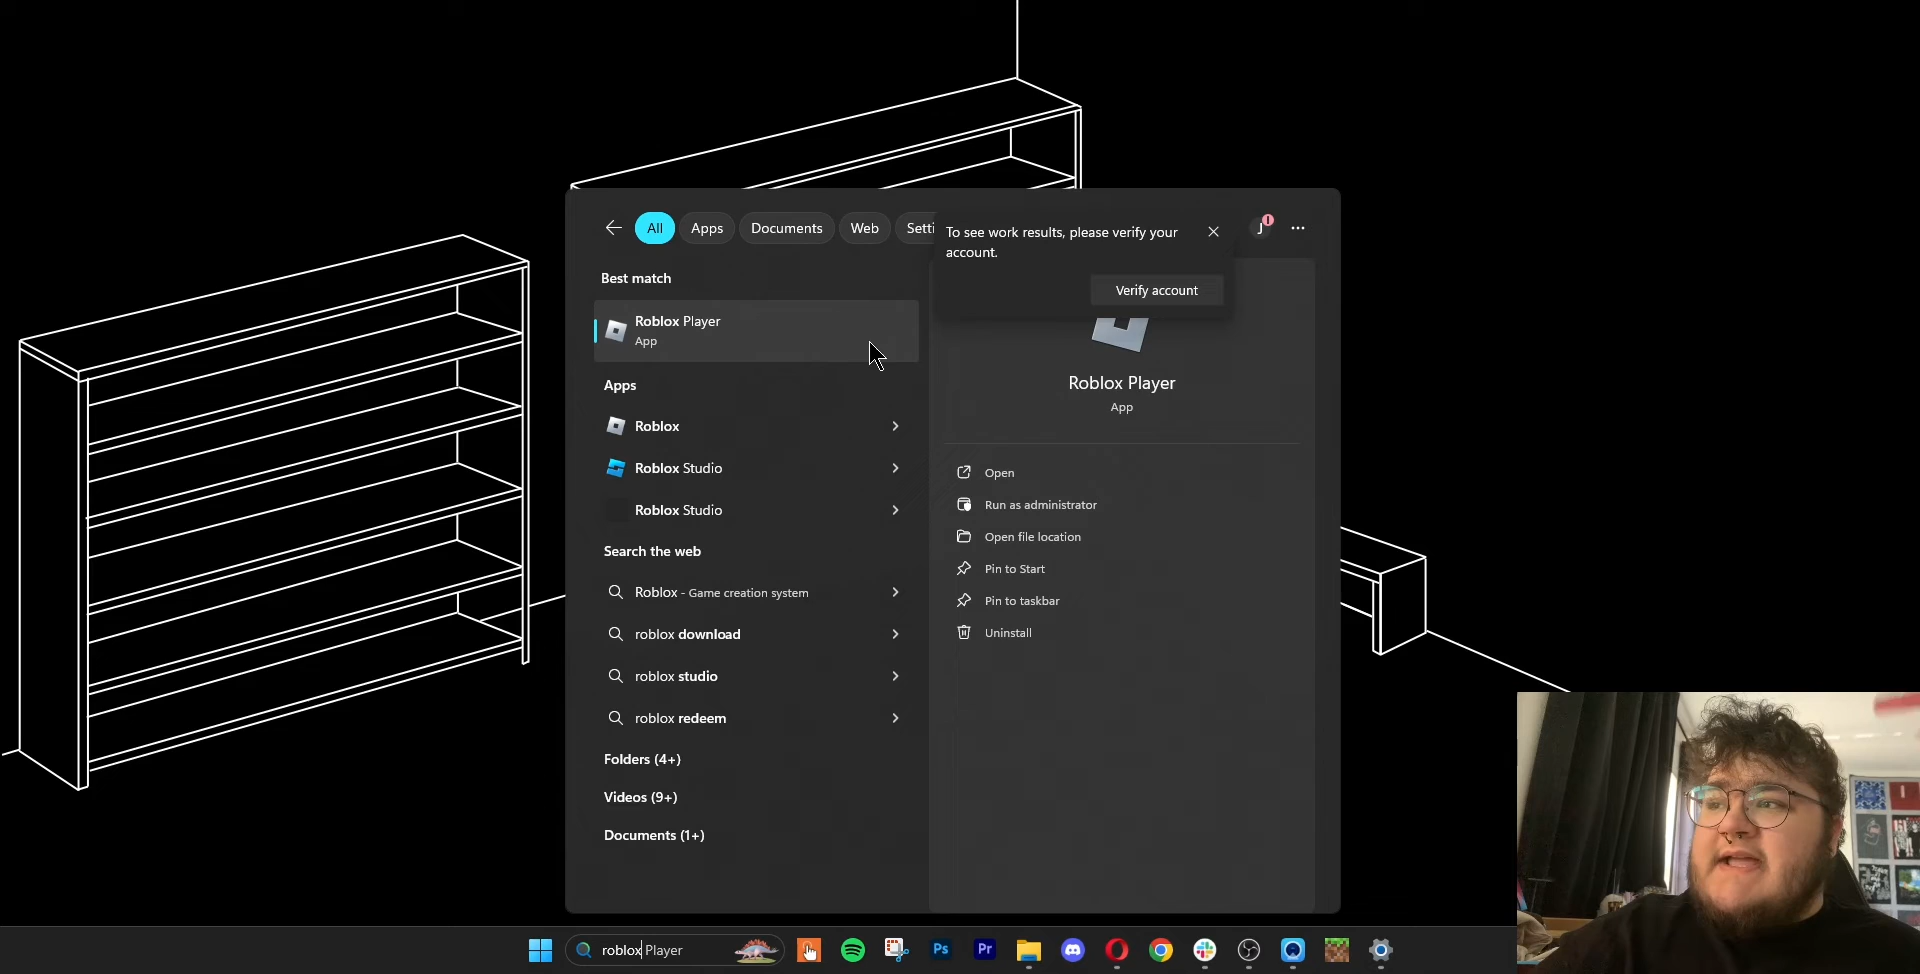 All
Apps
Documents
Web
Setti
To see work results, please verify your
account.
Verify account
J
Best match
Roblox Player
App
Apps
Roblox
Roblox Studio
Roblox Studio
Search the web
Roblox - Game creation system
roblox download
roblox studio
roblox redeem
Folders (4+)
Videos (9+)
Documents (1+)
Roblox Player
App
Open
Run as administrator
Open file location
Pin to Start
Pin to taskbar
Uninstall
roblox Player
Ps
Pr